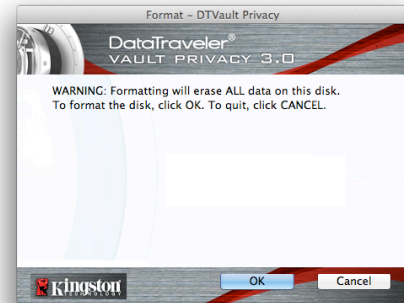 Format – DTVault Privacy
DataTraveler®
VAULT PRIVACY 3.0
WARNING: Formatting will erase ALL data on this disk.
To format the disk, click OK. To quit, click CANCEL.
Kingston
TECHNOLOGY
OK
Cancel